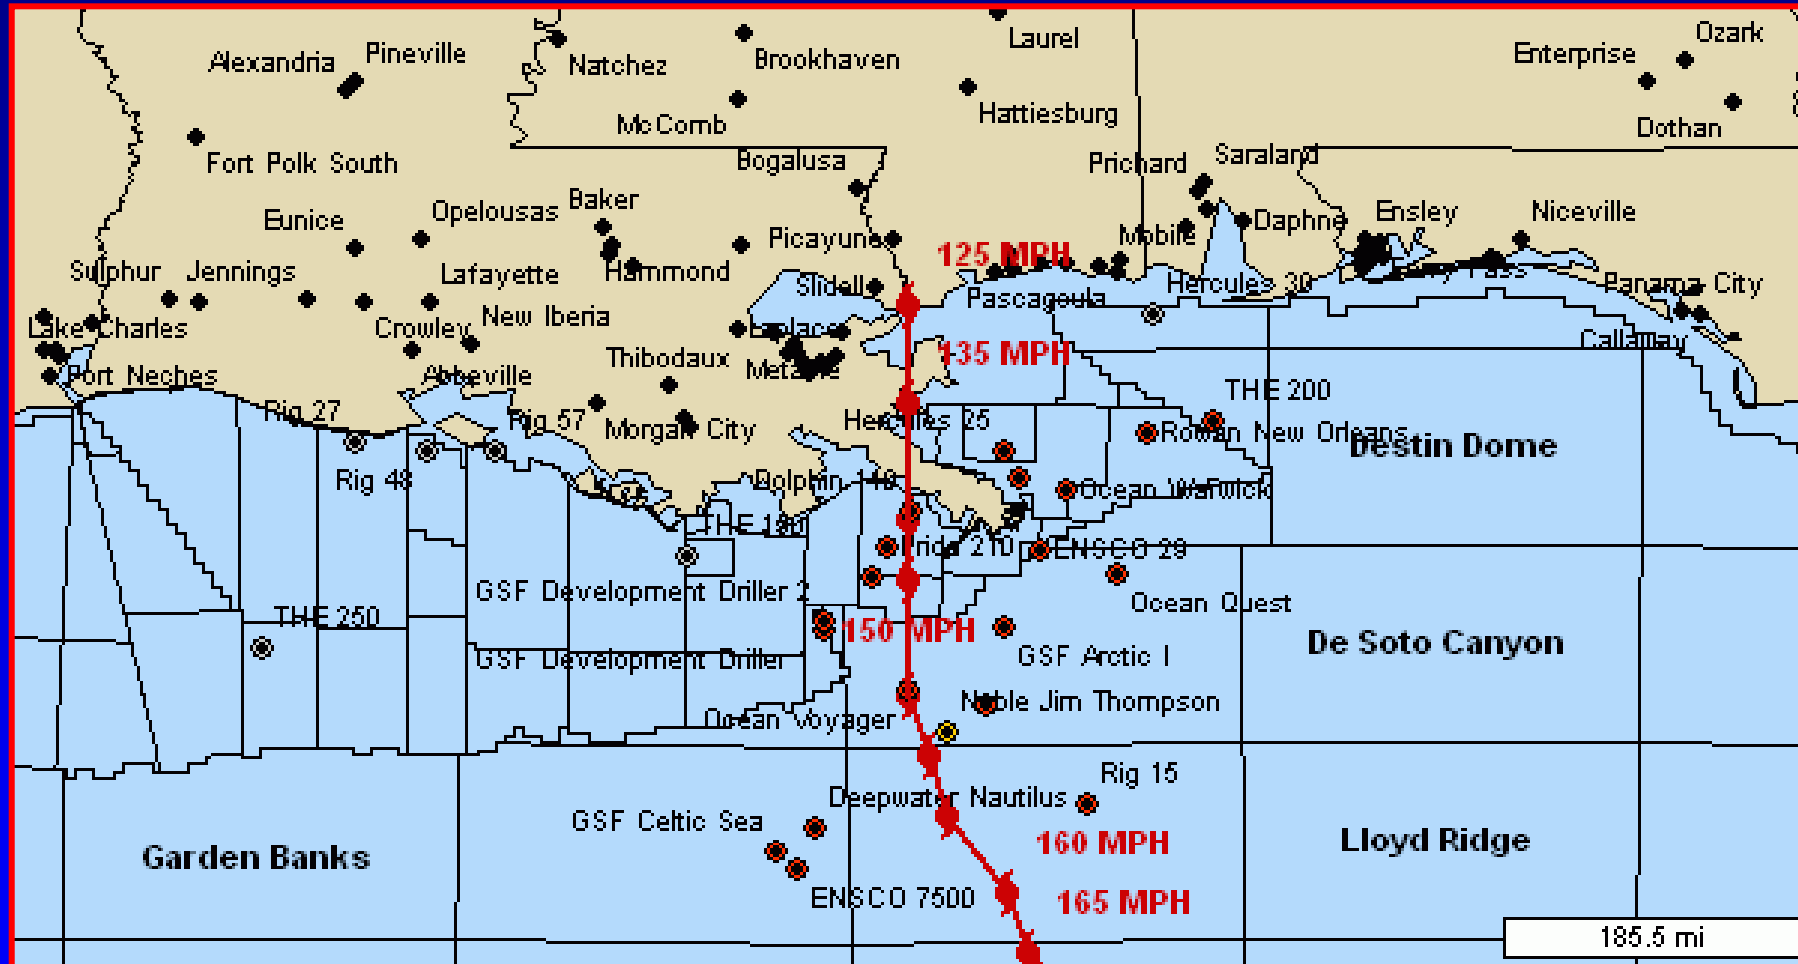 Laurel
Ozark
Pineville
Alexandria
Natchez
Brookhaven
Enterprise
Hattiesburg
McComb
Dothan
Fort Polk South
Bogalusa
Prichard
Saraland
Baker
Opelousas
Eunice
Daphne
Ensley
Niceville
Picayune
Mobile
125 MPH
Sulphur
Jennings
Lafayette
Hammond
Slidell
Pascagoula
Hercules 30
Panama City
Lake Charles
Crowley
New Iberia
Laplace
Callaway
135 MPH
Thibodaux
Metairie
Port Neches
Abbeville
THE 200
Rig 27
Rig 57
Morgan City
Hercules 25
Rowan New Orleans
Destin Dome
Rig 48
Dolphin 110
Ocean Warwick
THE 190
Pride 210
ENSCO 29
GSF Development Driller 2
Ocean Quest
THE 250
150 MPH
De Soto Canyon
GSF Development Driller
GSF Arctic I
Noble Jim Thompson
Ocean Voyager
Rig 15
Deepwater Nautilus
GSF Celtic Sea
160 MPH
Lloyd Ridge
Garden Banks
ENSCO 7500
165 MPH
185.5 mi